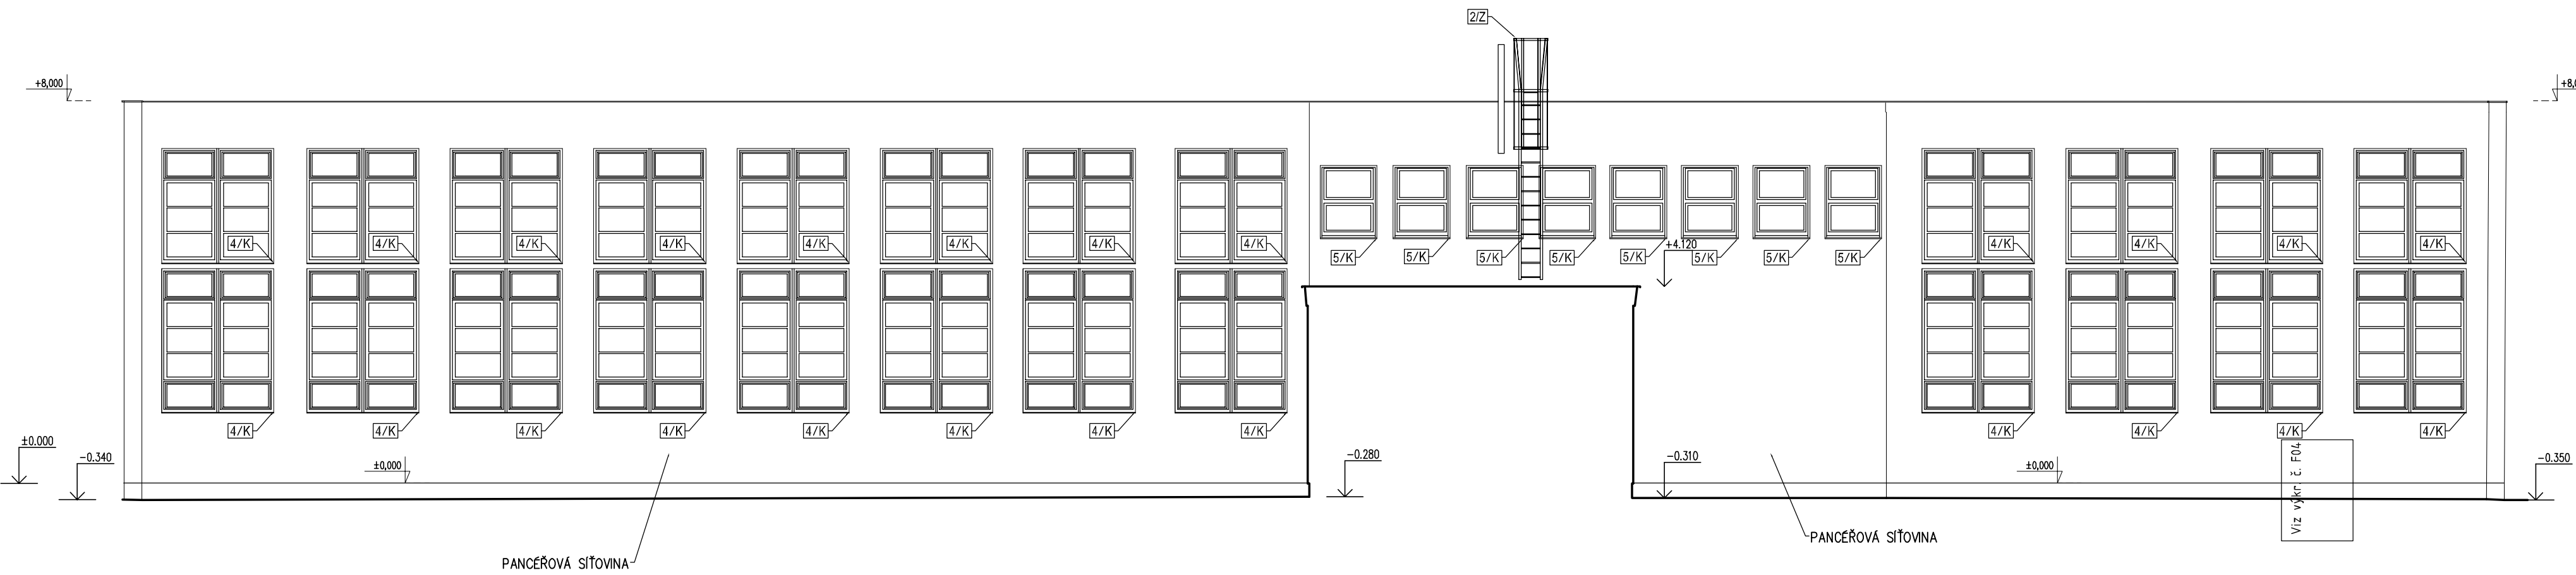 2/Z
+8,000
+8,0
4/K 4/K 4/K 4/K 4/K 4/K 4/K 4/K 4/K 4/K 4/K 4/K
+4.120
5/K 5/K 5/K 5/K 5/K 5/K 5/K 5/K
4/K 4/K 4/K 4/K 4/K 4/K 4/K 4/K 4/K 4/K 4/K 4/K
±0.000
-0.340
±0,000
-0.280
-0.310
±0,000
-0.350
Viz výkr. č. F04
PANCÉŘOVÁ SÍŤOVINA
PANCÉŘOVÁ SÍŤOVINA